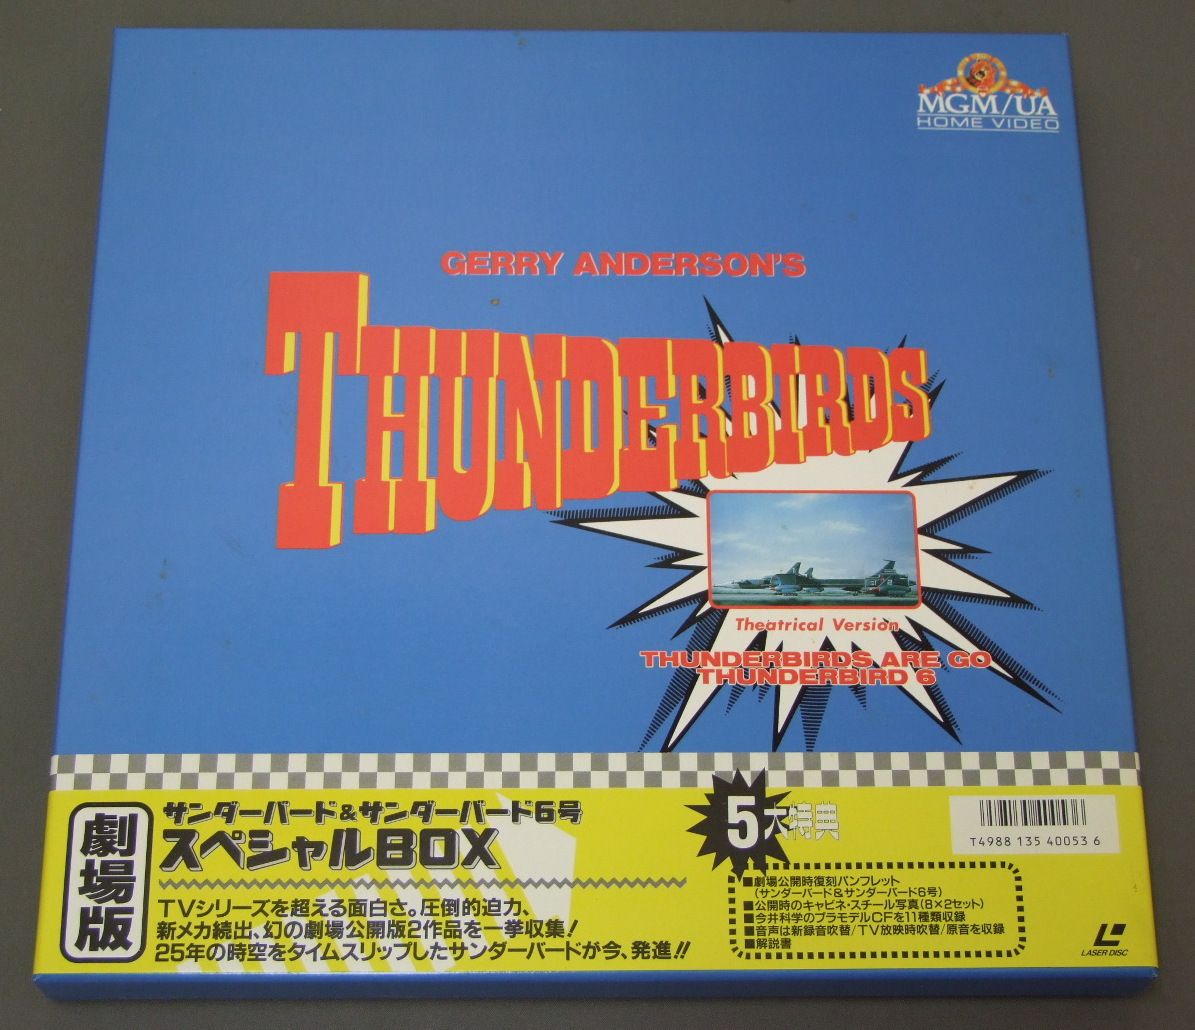 MGM/UA
HOME VIDEO
GERRY ANDERSON'S
THUNDERBIRDS
Theatrical Version
THUNDERBIRDS ARE GO
THUNDERBIRD 6
劇場版
サンダーバード&サンダーバード6号
スペシャルBOX
TVシリーズを超える面白さ。圧倒的迫力、
新メカ続出、幻の劇場公開版2作品を一挙収集!
25年の時空をタイムスリップしたサンダーバードが今、発進!!
5大特典
■劇場公開時復刻パンフレット
(サンダーバード&サンダーバード6号)
■公開時のキャビネ・スチール写真(8×2セット)
■今井科学のプラモデルCFを11種類収録
■音声は新録音吹替/TV放映時吹替/原音を収録
■解説書
T4988 135 40053 6
LASER DISC